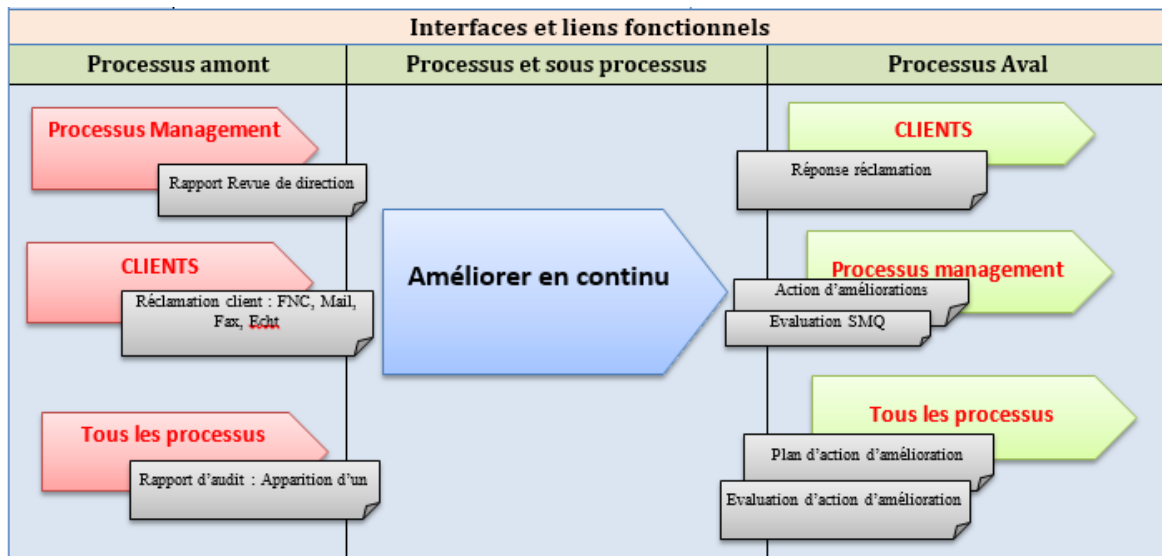 Interfaces et liens fonctionnels
Processus amont
Processus et sous processus
Processus Aval
Processus Management
Rapport Revue de direction
CLIENTS
Réclamation client : FNC, Mail,
Fax, Echt
Tous les processus
Rapport d'audit : Apparition d'un
Améliorer en continu
CLIENTS
Réponse réclamation
Processus management
Action d'améliorations
Evaluation SMQ
Tous les processus
Plan d'action d'amélioration
Evaluation d'action d'amélioration